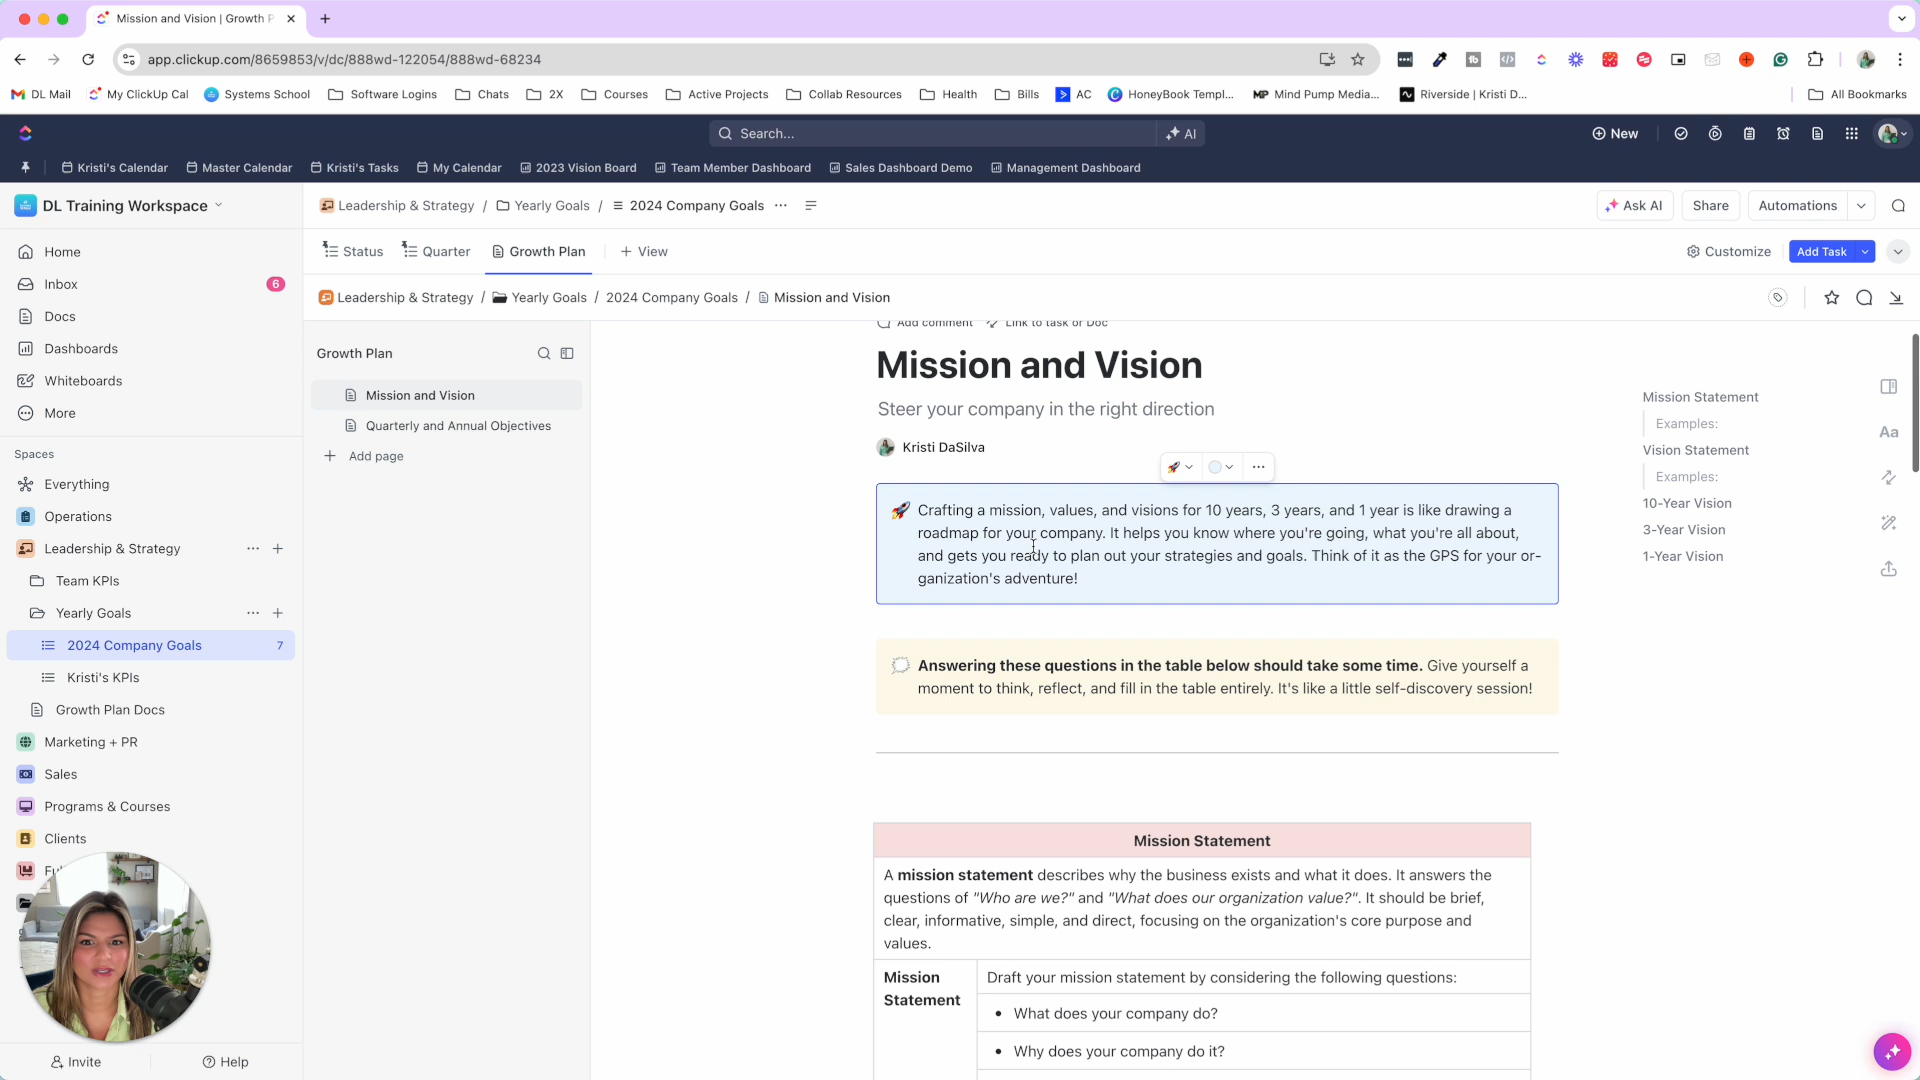 Mission and Vision | Growth P
app.clickup.com/8659853/v/dc/888wd-122054/888wd-68234
DL Mail
My ClickUp Cal
Systems School
Software Logins
Chats
2X
Courses
Active Projects
Collab Resources
Health
Bills
AC
HoneyBook Templ...
MP Mind Pump Media...
Riverside | Kristi D...
All Bookmarks
Search...
AI
New
Kristi's Calendar
Master Calendar
Kristi's Tasks
My Calendar
2023 Vision Board
Team Member Dashboard
Sales Dashboard Demo
Management Dashboard
DL Training Workspace
Leadership & Strategy / Yearly Goals / 2024 Company Goals
Ask AI
Share
Automations
Home
Inbox 6
Docs
Dashboards
Whiteboards
More
Spaces
Everything
Operations
Leadership & Strategy
Team KPIs
Yearly Goals
2024 Company Goals 7
Kristi's KPIs
Growth Plan Docs
Marketing + PR
Sales
Programs & Courses
Clients
Invite
Help
Status
Quarter
Growth Plan
+ View
Customize
Add Task
Leadership & Strategy / Yearly Goals / 2024 Company Goals / Mission and Vision
Growth Plan
Mission and Vision
Quarterly and Annual Objectives
Add page
Add comment
Link to task or Doc
Mission and Vision
Steer your company in the right direction
Kristi DaSilva
Crafting a mission, values, and visions for 10 years, 3 years, and 1 year is like drawing a
roadmap for your company. It helps you know where you're going, what you're all about,
and gets you ready to plan out your strategies and goals. Think of it as the GPS for your or-
ganization's adventure!
Answering these questions in the table below should take some time. Give yourself a
moment to think, reflect, and fill in the table entirely. It's like a little self-discovery session!
Mission Statement
A mission statement describes why the business exists and what it does. It answers the
questions of "Who are we?" and "What does our organization value?". It should be brief,
clear, informative, simple, and direct, focusing on the organization's core purpose and
values.
Mission
Statement
Draft your mission statement by considering the following questions:
• What does your company do?
• Why does your company do it?
Mission Statement
Examples:
Vision Statement
Examples:
10-Year Vision
3-Year Vision
1-Year Vision
Aa